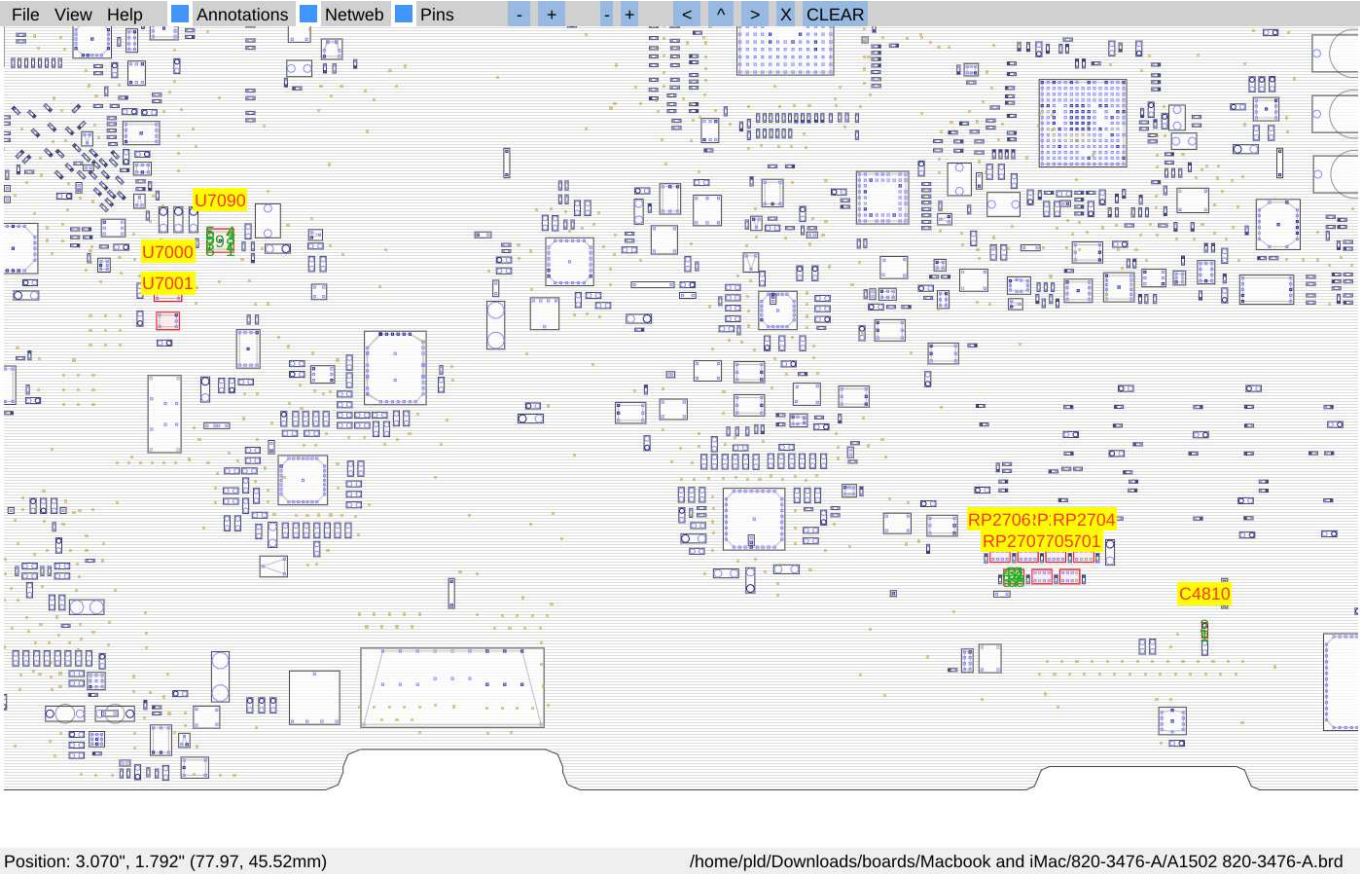 File View Help Annotations Netweb Pins - + - + < ^ > X CLEAR
U7090
U7000
U7001
RP2704
RP2706
RP2707705701
C4810
Position: 3.070", 1.792" (77.97, 45.52mm)
/home/pld/Downloads/boards/Macbook and iMac/820-3476-A/A1502 820-3476-A.brd